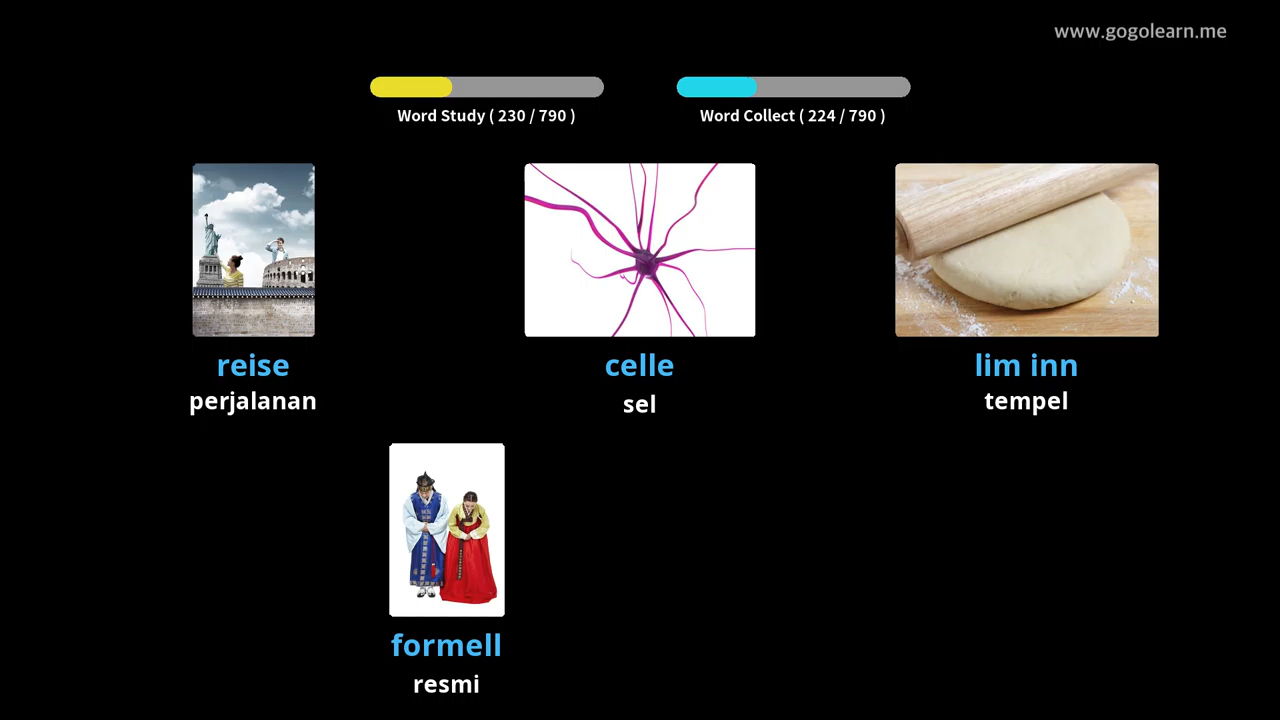 www.gogolearn.me
Word Study ( 230 / 790 )
Word Collect ( 224 / 790 )
reise
perjalanan
celle
sel
lim inn
tempel
formell
resmi